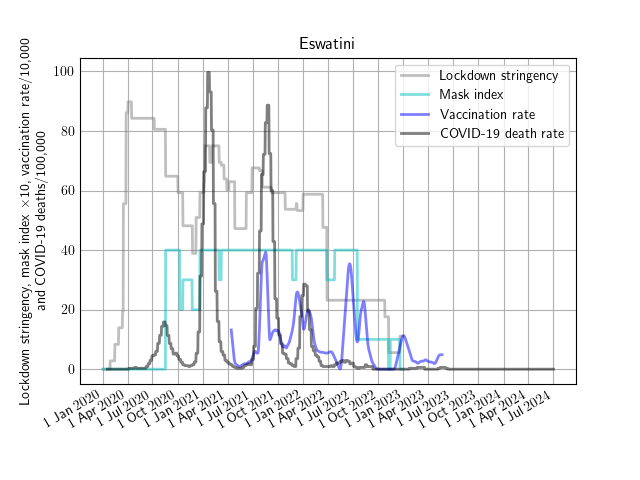 Eswatini
Lockdown stringency, mask index ×10, vaccination rate/10,000
and COVID-19 deaths/100,000
100
80
60
40
20
0
Lockdown stringency
Mask index
Vaccination rate
COVID-19 death rate
1 Jan 2020
1 Apr 2020
1 Jul 2020
1 Oct 2020
1 Jan 2021
1 Apr 2021
1 Jul 2021
1 Oct 2021
1 Jan 2022
1 Apr 2022
1 Jul 2022
1 Oct 2022
1 Jan 2023
1 Apr 2023
1 Jul 2023
1 Oct 2023
1 Jan 2024
1 Apr 2024
1 Jul 2024